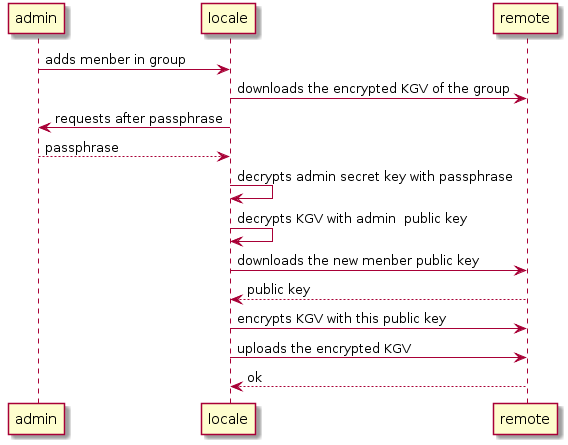 admin locale remote
adds menber in group
downloads the encrypted KGV of the group
requests after passphrase
passphrase
decrypts admin secret key with passphrase
decrypts KGV with admin  public key
downloads the new menber public key
public key
encrypts KGV with this public key
uploads the encrypted KGV
ok
admin locale remote